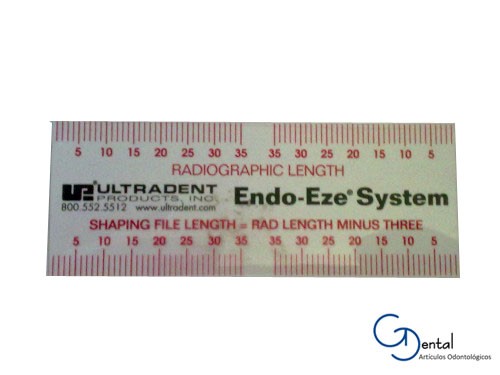 5 10 15 20 25 30 35 35 30 25 20 15 10 5
RADIOGRAPHIC LENGTH
UP ULTRADENT
PRODUCTS, INC.
800.552.5512 www.ultradent.com
Endo-Eze® System
SHAPING FILE LENGTH = RAD LENGTH MINUS THREE
5 10 15 20 25 30 35 35 30 25 20 15 10 5
GDental
Artículos Odontológicos